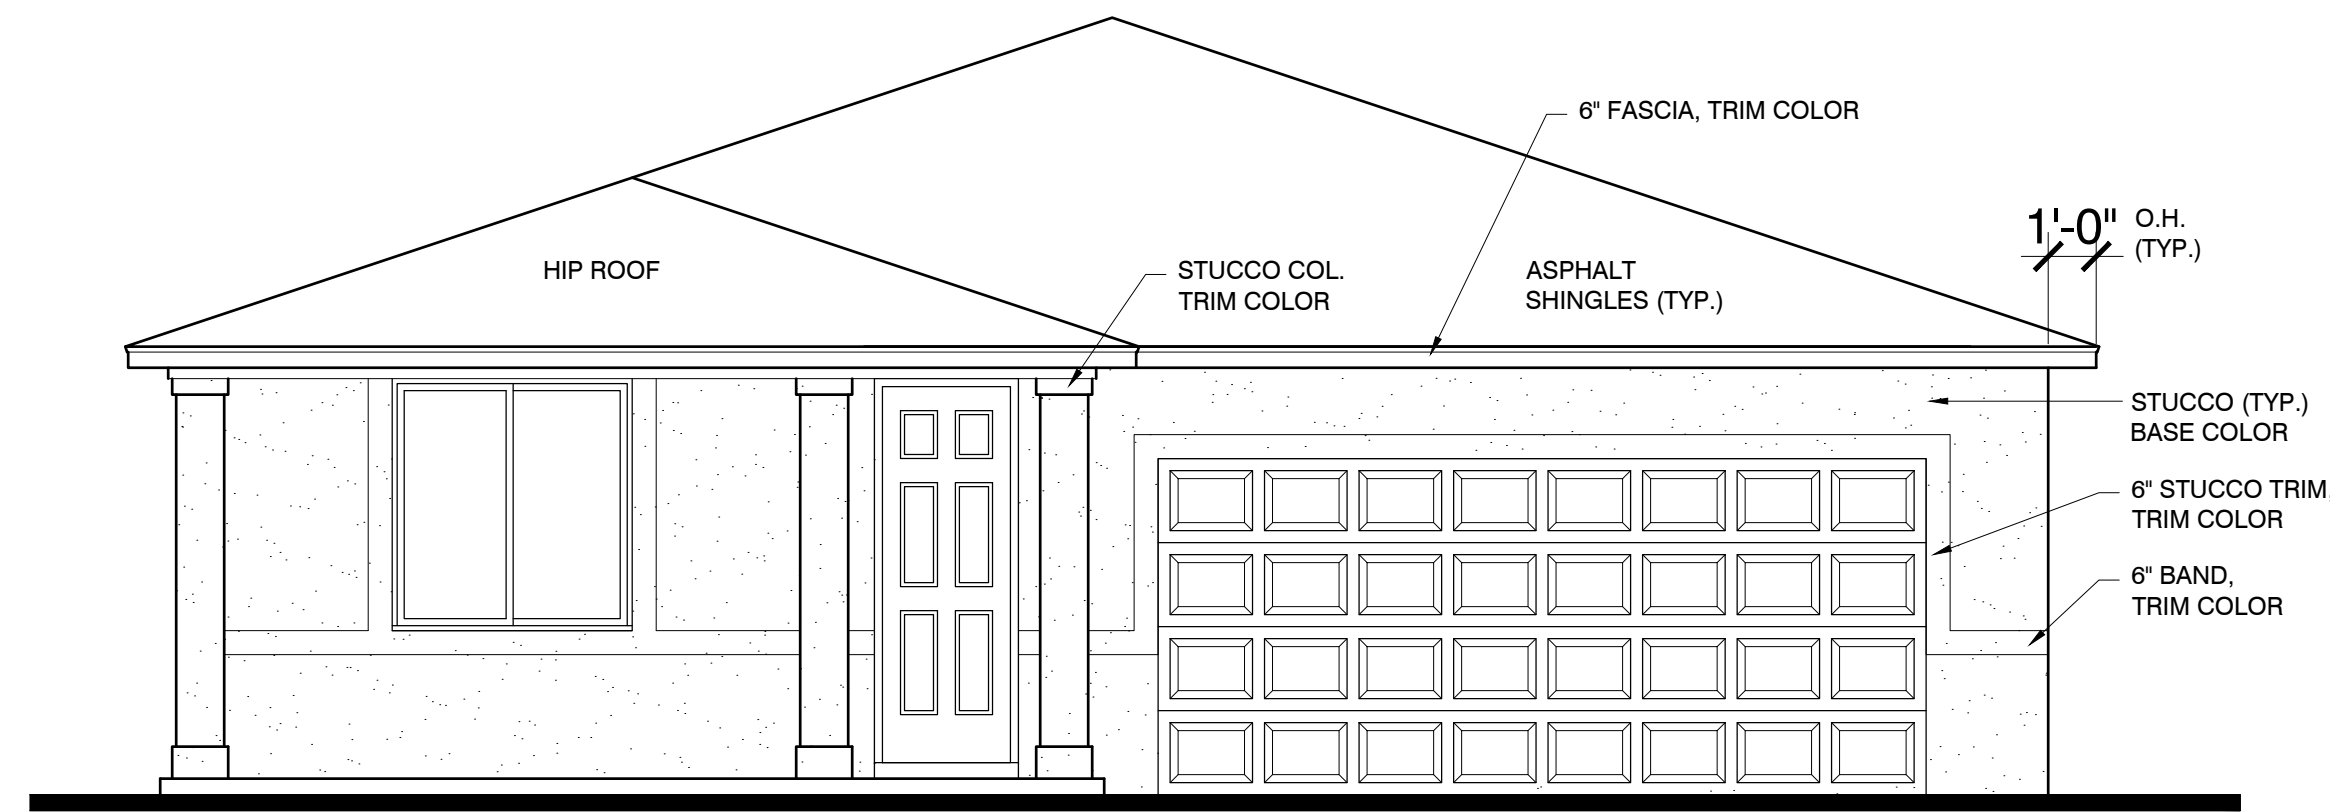 6" FASCIA, TRIM COLOR
1'-0" O.H.
(TYP.)
HIP ROOF
STUCCO COL.
TRIM COLOR
ASPHALT
SHINGLES (TYP.)
STUCCO (TYP.)
BASE COLOR
6" STUCCO TRIM,
TRIM COLOR
6" BAND,
TRIM COLOR